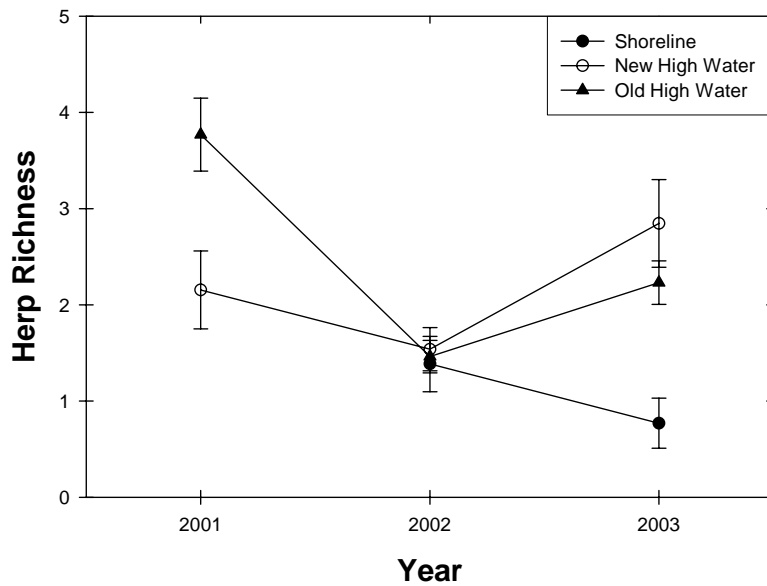 5
4
3
2
1
0
Herp Richness
Shoreline
New High Water
Old High Water
2001 2002 2003
Year